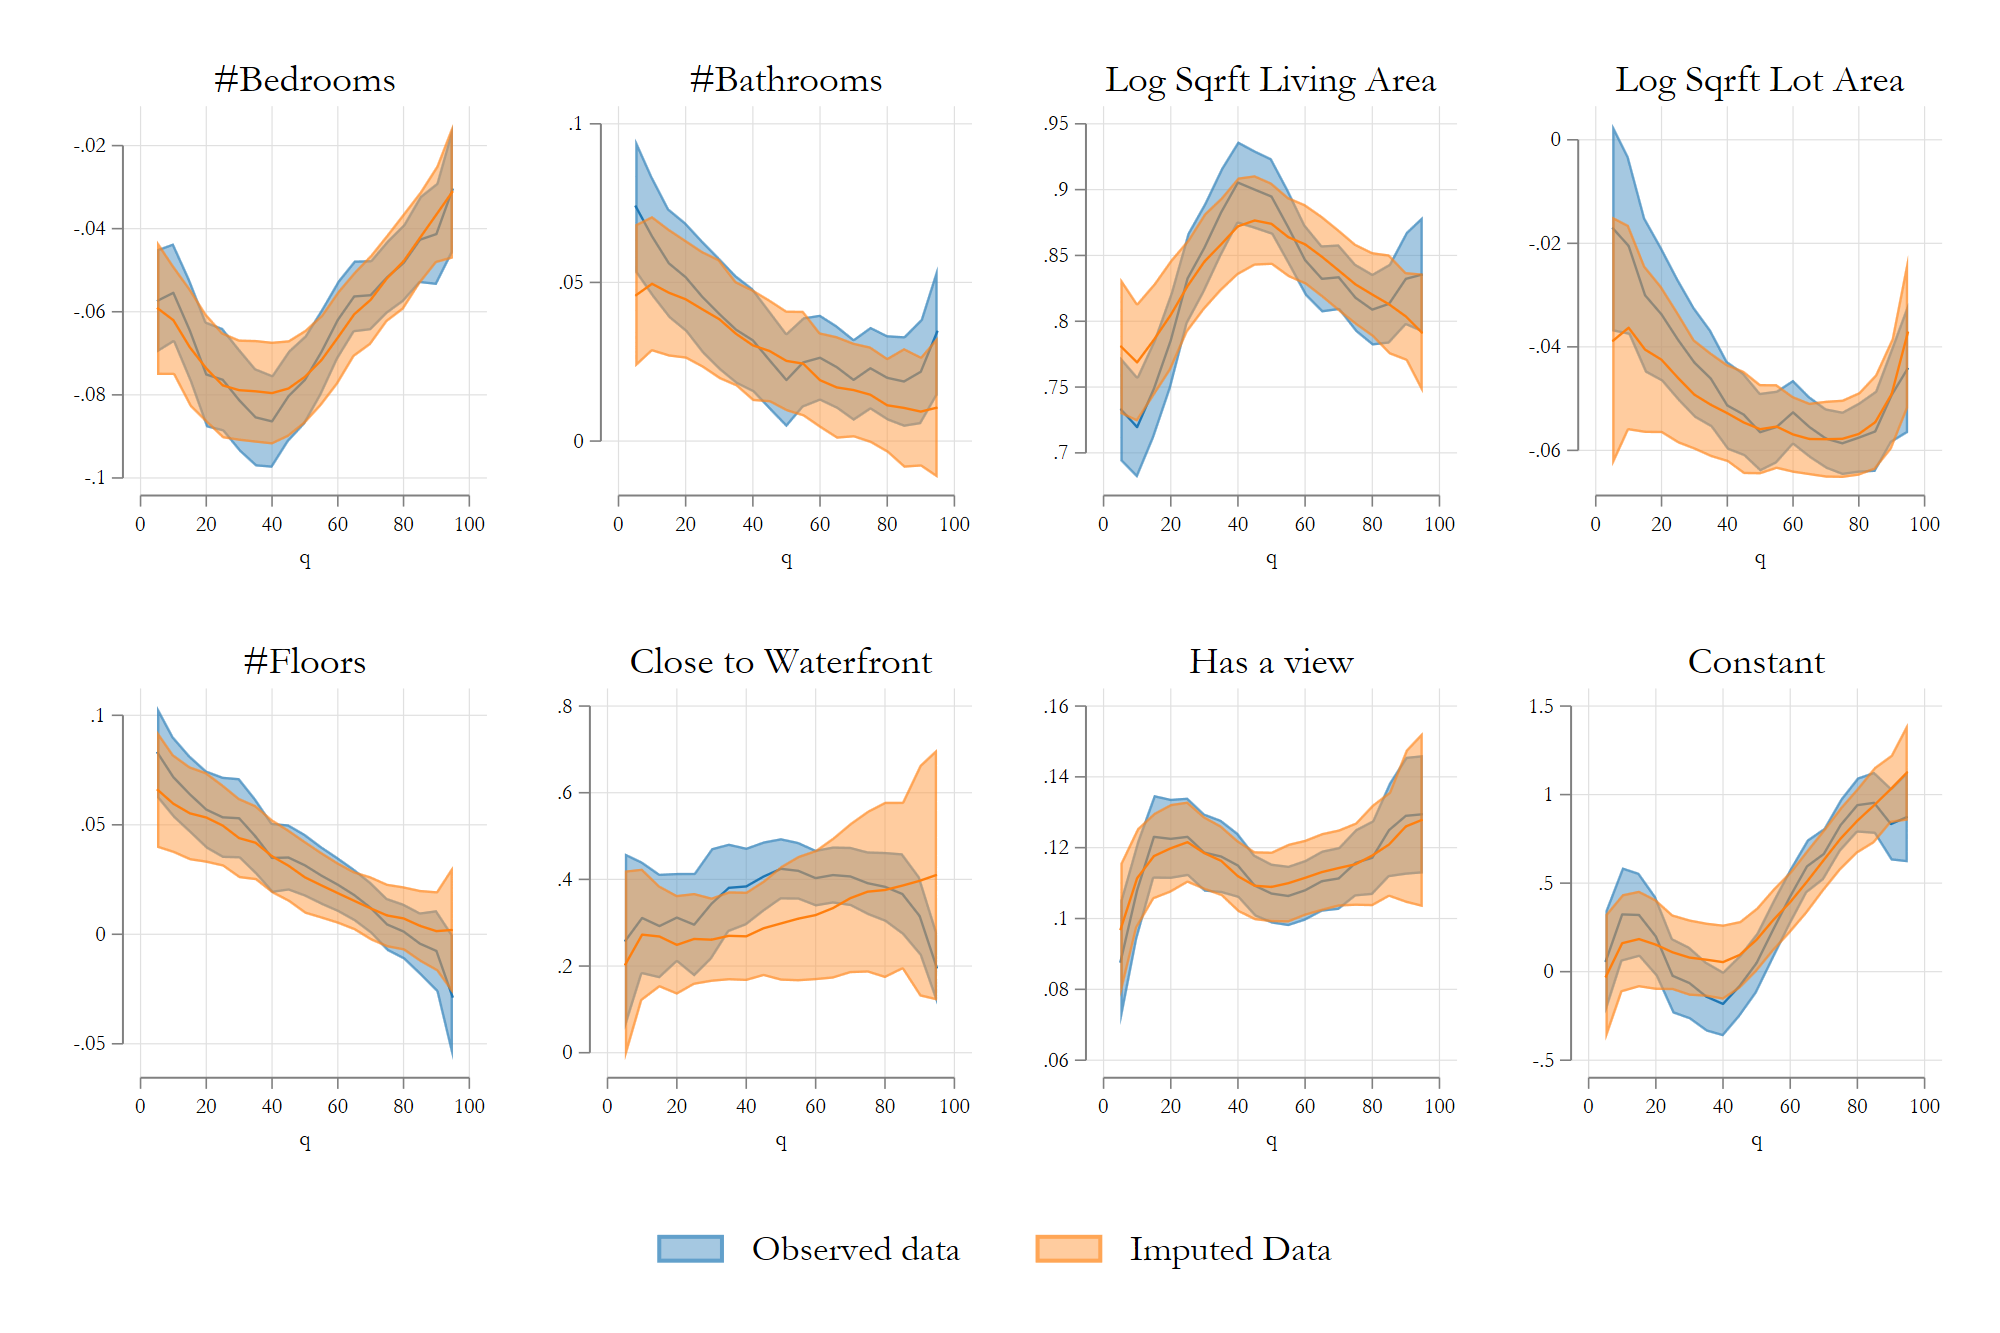 #Bedrooms
-.02
-.04
-.06
-.08
-.1
0 20 40 60 80 100
q
#Bathrooms
.1
.05
0
0 20 40 60 80 100
q
Log Sqrft Living Area
.95
.9
.85
.8
.75
.7
0 20 40 60 80 100
q
Log Sqrft Lot Area
0
-.02
-.04
-.06
0 20 40 60 80 100
q
#Floors
.1
.05
0
-.05
0 20 40 60 80 100
q
Close to Waterfront
.8
.6
.4
.2
0
0 20 40 60 80 100
q
Has a view
.16
.14
.12
.1
.08
.06
0 20 40 60 80 100
q
Constant
1.5
1
.5
0
-.5
0 20 40 60 80 100
q
Observed data Imputed Data